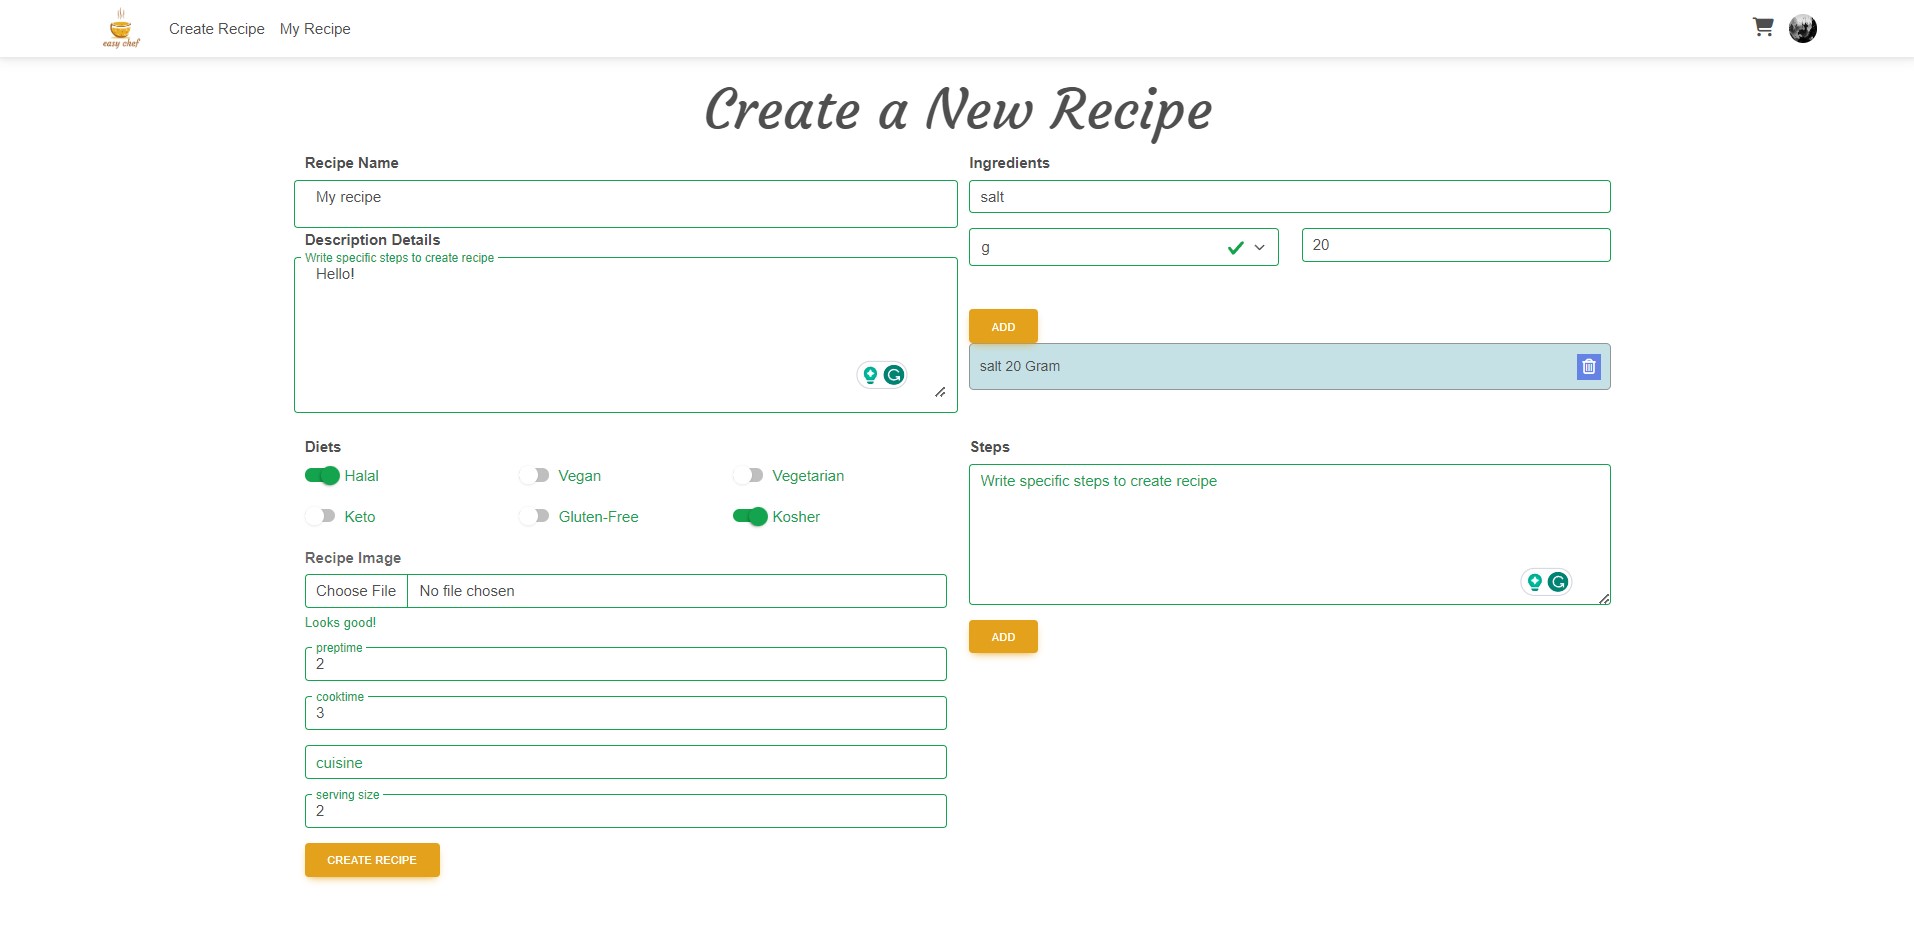 easy chef
Create Recipe My Recipe
Create a New Recipe
Recipe Name
My recipe
Description Details
Write specific steps to create recipe
Hello!
Diets
Halal Vegan Vegetarian
Keto Gluten-Free Kosher
Recipe Image
Choose File No file chosen
Looks good!
preptime
2
cooktime
3
cuisine
serving size
2
CREATE RECIPE
Ingredients
salt
g 20
ADD
salt 20 Gram
Steps
Write specific steps to create recipe
ADD